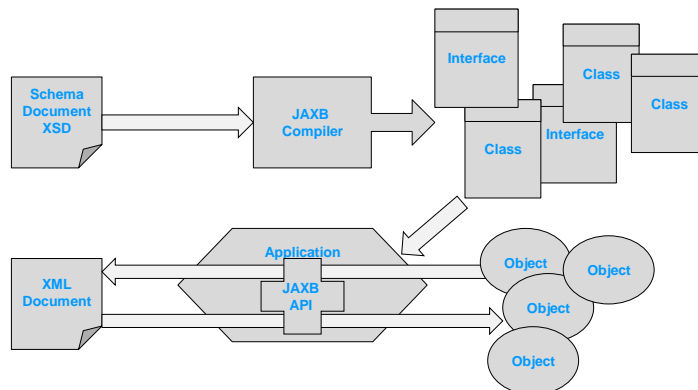 Schema
Document
XSD
JAXB
Compiler
Interface
Class
Class
Class
Interface
Application
JAXB
API
XML
Document
Object
Object
Object
Object